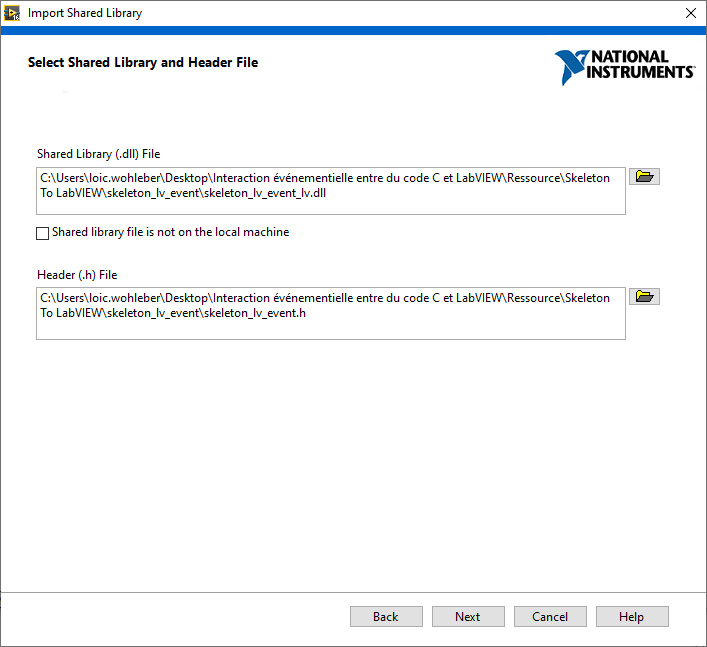 Import Shared Library
Select Shared Library and Header File
NATIONAL
INSTRUMENTS
Shared Library (.dll) File
C:\Users\loic.wohleber\Desktop\Interaction événementielle entre du code C et LabVIEW\Ressource\Skeleton
To LabVIEW\skeleton_lv_event\skeleton_lv_event_lv.dll
Shared library file is not on the local machine
Header (.h) File
C:\Users\loic.wohleber\Desktop\Interaction événementielle entre du code C et LabVIEW\Ressource\Skeleton
To LabVIEW\skeleton_lv_event\skeleton_lv_event.h
Back Next Cancel Help